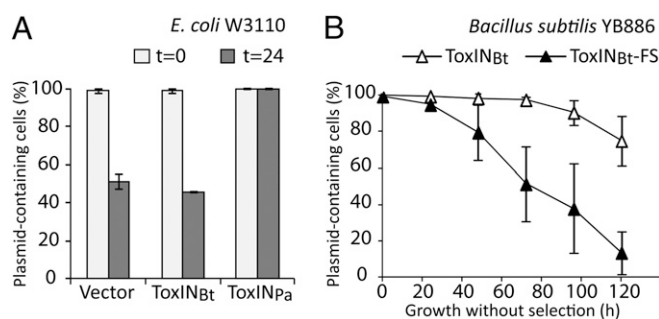 A
E. coli W3110
t=0 t=24
Plasmid-containing cells (%)
100
80
60
40
20
0
Vector ToxINBt ToxINPa
B
Bacillus subtilis YB886
ToxINBt ToxINBt-FS
Plasmid-containing cells (%)
100
80
60
40
20
0
0 20 40 60 80 100 120
Growth without selection (h)